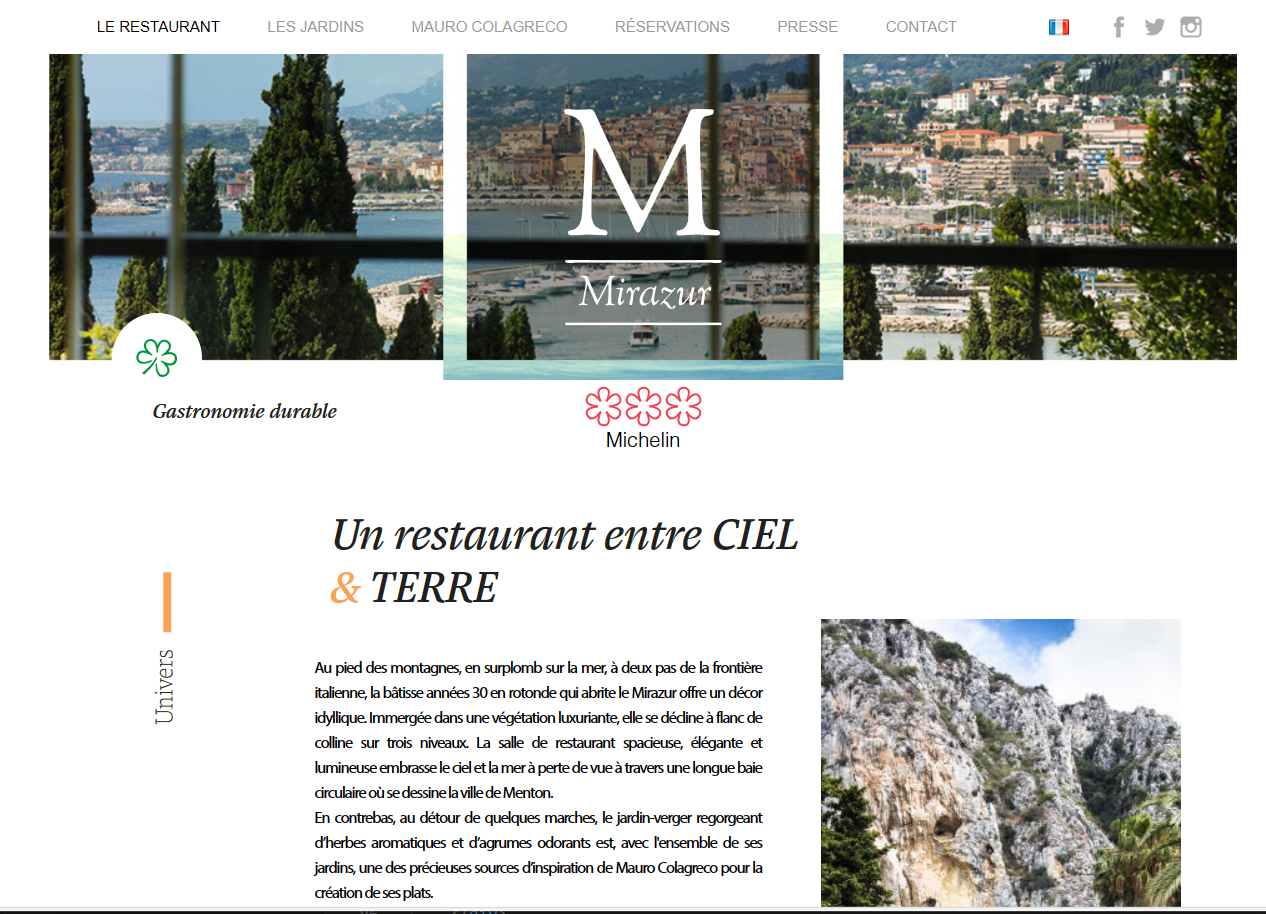 LE RESTAURANT LES JARDINS MAURO COLAGRECO RÉSERVATIONS PRESSE CONTACT
M
Mirazur
Gastronomie durable
Michelin
Un restaurant entre CIEL
& TERRE
Univers
Au pied des montagnes, en surplomb sur la mer, à deux pas de la frontière
italienne, la bâtisse années 30 en rotonde qui abrite le Mirazur offre un décor
idyllique. Immergée dans une végétation luxuriante, elle se décline à flanc de
colline sur trois niveaux. La salle de restaurant spacieuse, élégante et
lumineuse embrasse le ciel et la mer à perte de vue à travers une longue baie
circulaire où se dessine la ville de Menton.
En contrebas, au détour de quelques marches, le jardin-verger regorgeant
d’herbes aromatiques et d’agrumes odorants est, avec l'ensemble de ses
jardins, une des précieuses sources d’inspiration de Mauro Colagreco pour la
création de ses plats.